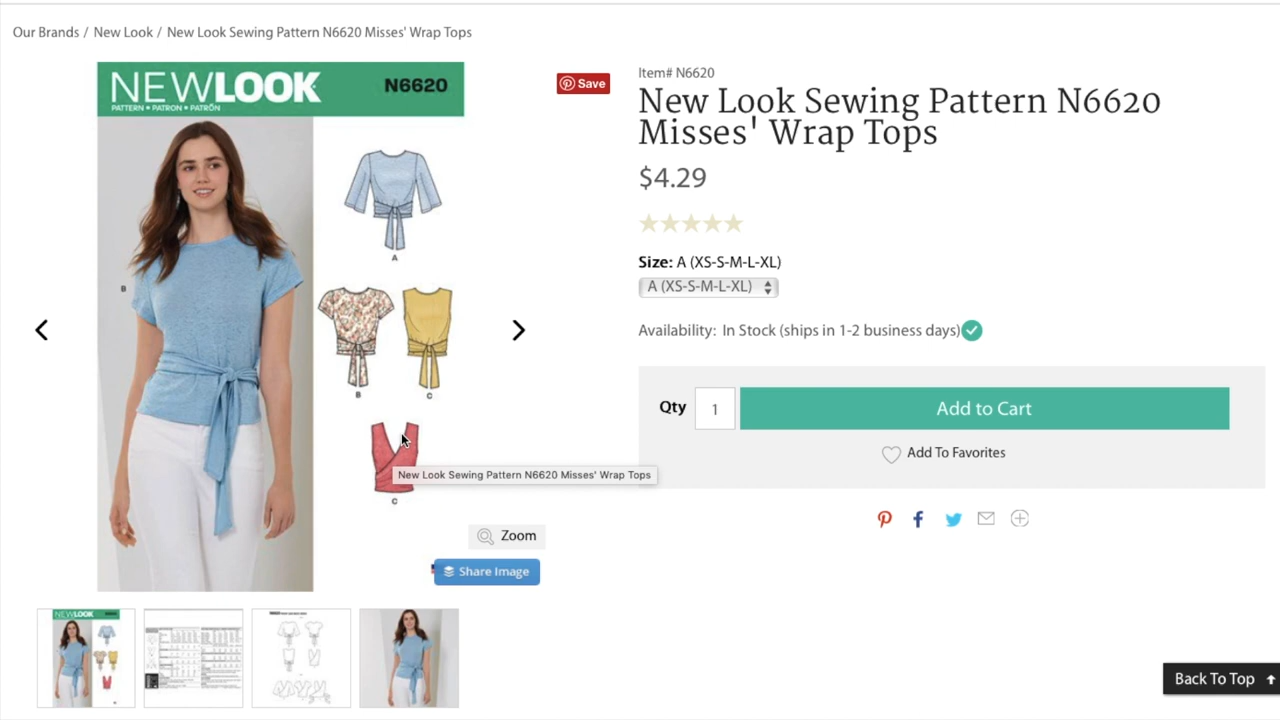 Our Brands / New Look / New Look Sewing Pattern N6620 Misses' Wrap Tops
NEWLOOK N6620
PATTERN • PATRON • PATRÓN
B
A
B
C
C
New Look Sewing Pattern N6620 Misses' Wrap Tops
Zoom
Share Image
NEWLOOK
Save
Item# N6620
New Look Sewing Pattern N6620
Misses' Wrap Tops
$4.29
Size: A (XS-S-M-L-XL)
A (XS-S-M-L-XL)
Availability: In Stock (ships in 1-2 business days)
Qty 1 Add to Cart
Add To Favorites
Back To Top